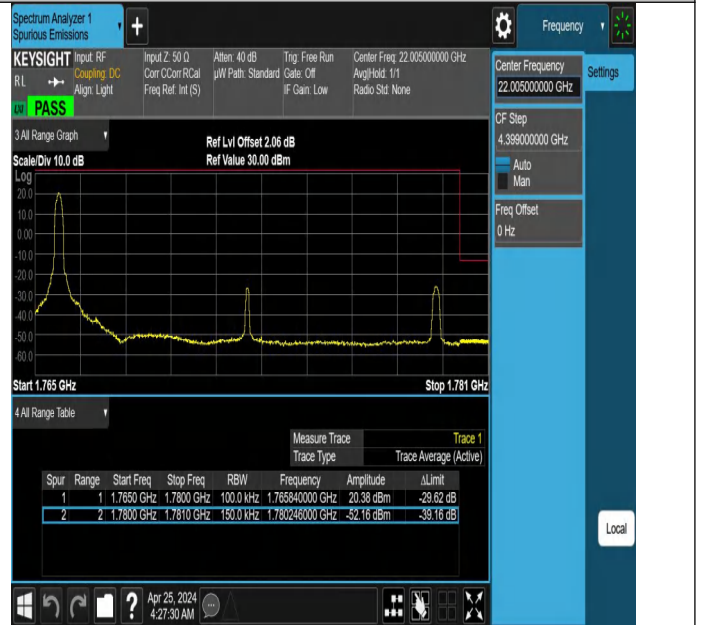 Spectrum Analyzer 1
Spurious Emissions
Frequency
KEYSIGHT Input: RF Input Z: 50 Ω Atten: 40 dB Trig: Free Run Center Freq: 22.005000000 GHz
RL Coupling: DC Corr CCorr RCal µW Path: Standard Gate: Off Avg|Hold: 1/1
Align: Light Freq Ref: Int (S) IF Gain: Low Radio Std: None
PASS
Center Frequency
22.005000000 GHz
Settings
CF Step
4.399000000 GHz
Auto
Man
Freq Offset
0 Hz
3 All Range Graph
Ref Lvl Offset 2.06 dB
Scale/Div 10.0 dB Ref Value 30.00 dBm
Log
20.0
10.0
0.00
-10.0
-20.0
-30.0
-40.0
-50.0
-60.0
Start 1.765 GHz Stop 1.781 GHz
4 All Range Table
Measure Trace Trace 1
Trace Type Trace Average (Active)
Spur Range Start Freq Stop Freq RBW Frequency Amplitude ΔLimit
1 1 1.7650 GHz 1.7800 GHz 100.0 kHz 1.765840000 GHz 20.38 dBm -29.62 dB
2 2 1.7800 GHz 1.7810 GHz 150.0 kHz 1.780246000 GHz -52.16 dBm -39.16 dB
Local
Apr 25, 2024
4:27:30 AM